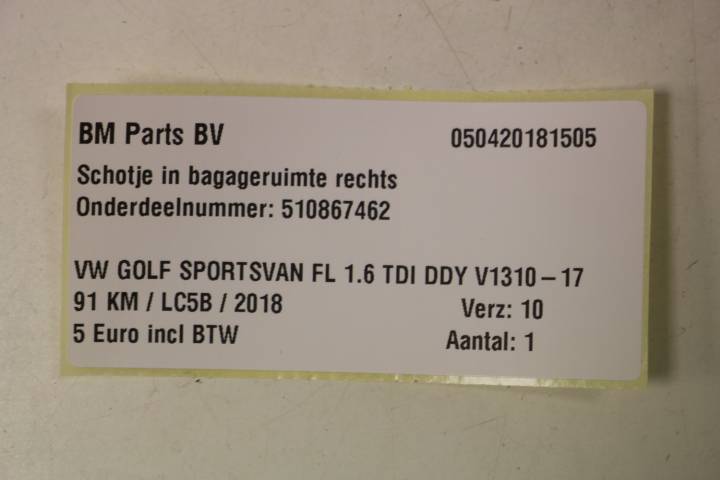 BM Parts BV 050420181505
Schotje in bagageruimte rechts
Onderdeelnummer: 510867462
VW GOLF SPORTSVAN FL 1.6 TDI DDY V1310-17
91 KM / LC5B / 2018 Verz: 10
5 Euro incl BTW Aantal: 1